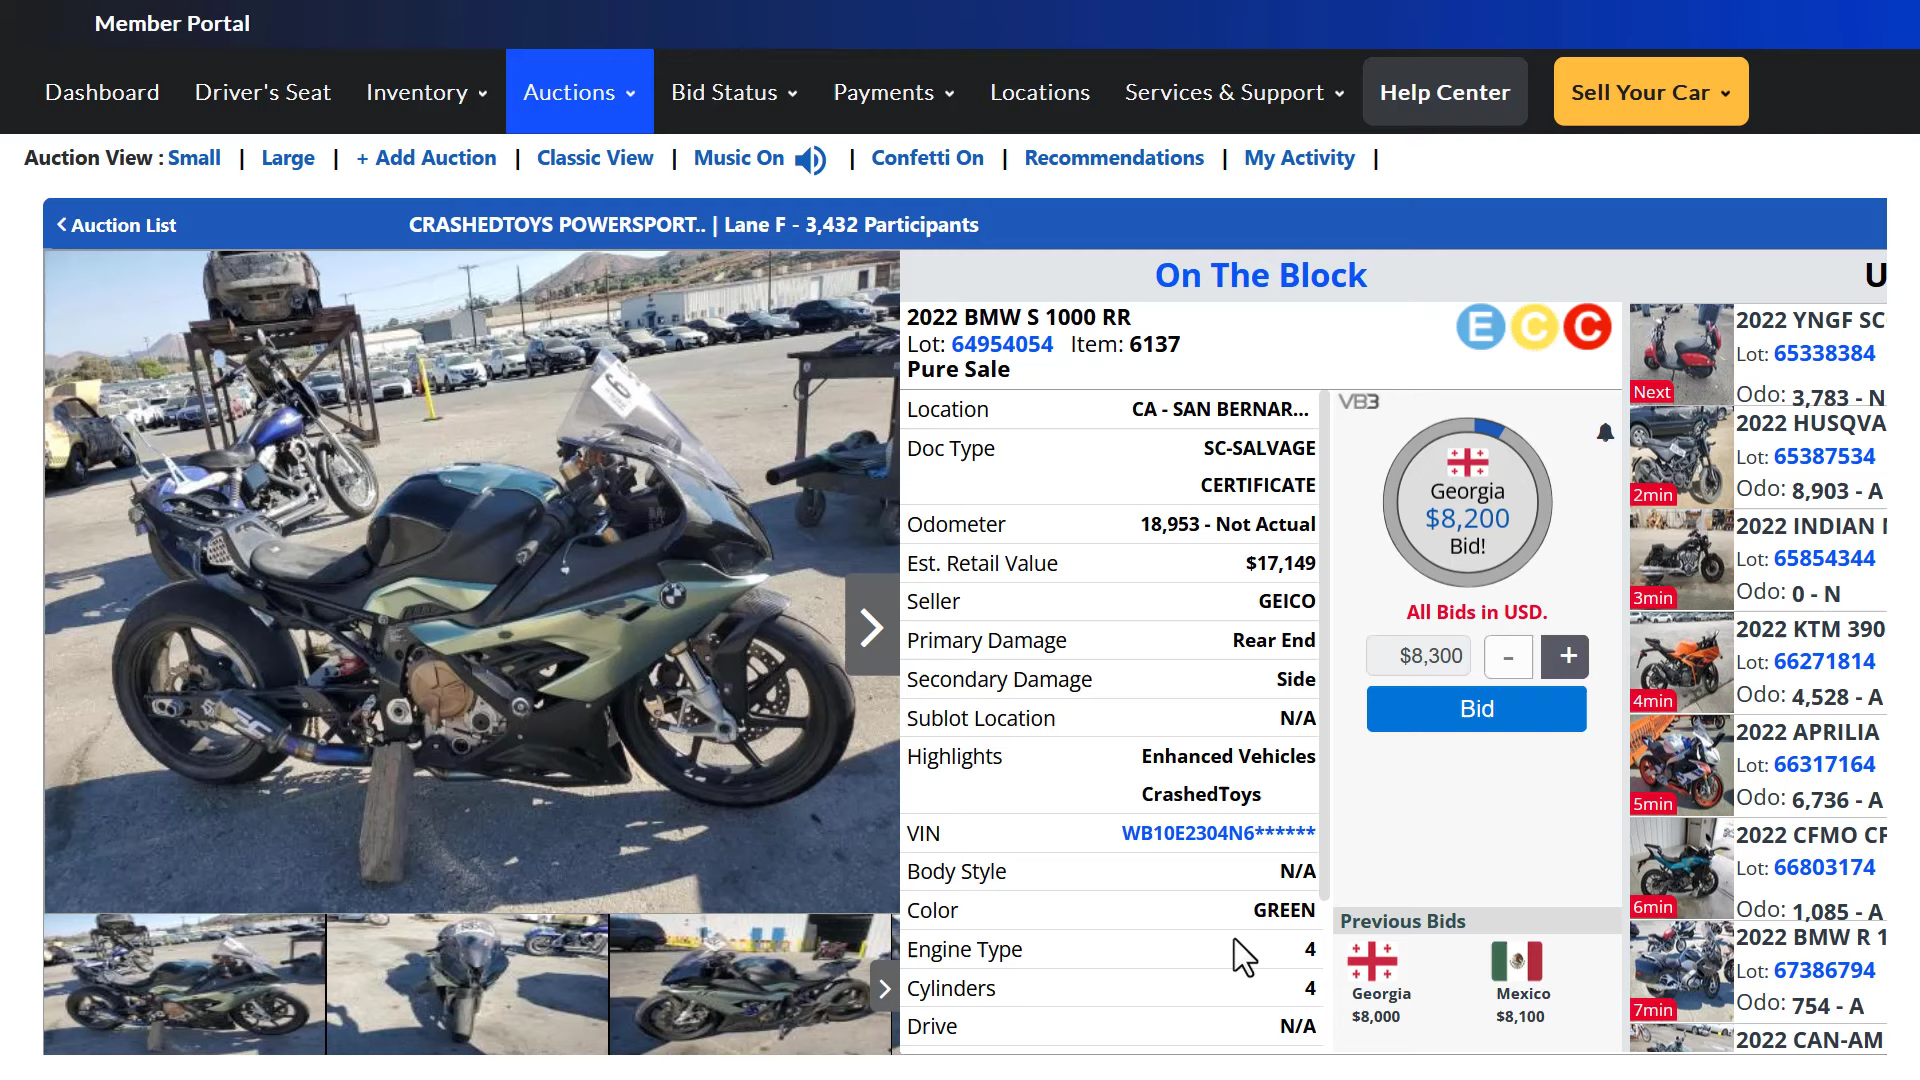 Member Portal
Dashboard Driver's Seat Inventory Auctions Bid Status Payments Locations Services & Support Help Center Sell Your Car
Auction View : Small | Large | + Add Auction | Classic View | Music On | Confetti On | Recommendations | My Activity |
Auction List CRASHEDTOYS POWERSPORT.. | Lane F - 3,432 Participants
On The Block
U
2022 BMW S 1000 RR
Lot: 64954054 Item: 6137
Pure Sale
E C C
Location CA - SAN BERNAR...
Doc Type SC-SALVAGE
CERTIFICATE
Odometer 18,953 - Not Actual
Est. Retail Value $17,149
Seller GEICO
Primary Damage Rear End
Secondary Damage Side
Sublot Location N/A
Highlights Enhanced Vehicles
CrashedToys
VIN WB10E2304N6******
Body Style N/A
Color GREEN
Engine Type 4
Cylinders 4
Drive N/A
VB3
Georgia
$8,200
Bid!
All Bids in USD.
$8,300 - +
Bid
Previous Bids
Georgia
$8,000
Mexico
$8,100
2022 YNGF SC
Lot: 65338384
Next
Odo: 3,783 - N
2022 HUSQVA
Lot: 65387534
2min
Odo: 8,903 - A
2022 INDIAN
Lot: 65854344
3min
Odo: 0 - N
2022 KTM 390
Lot: 66271814
4min
Odo: 4,528 - A
2022 APRILIA
Lot: 66317164
5min
Odo: 6,736 - A
2022 CFMO CF
Lot: 66803174
6min
Odo: 1,085 - A
2022 BMW R 1
Lot: 67386794
7min
Odo: 754 - A
2022 CAN-AM